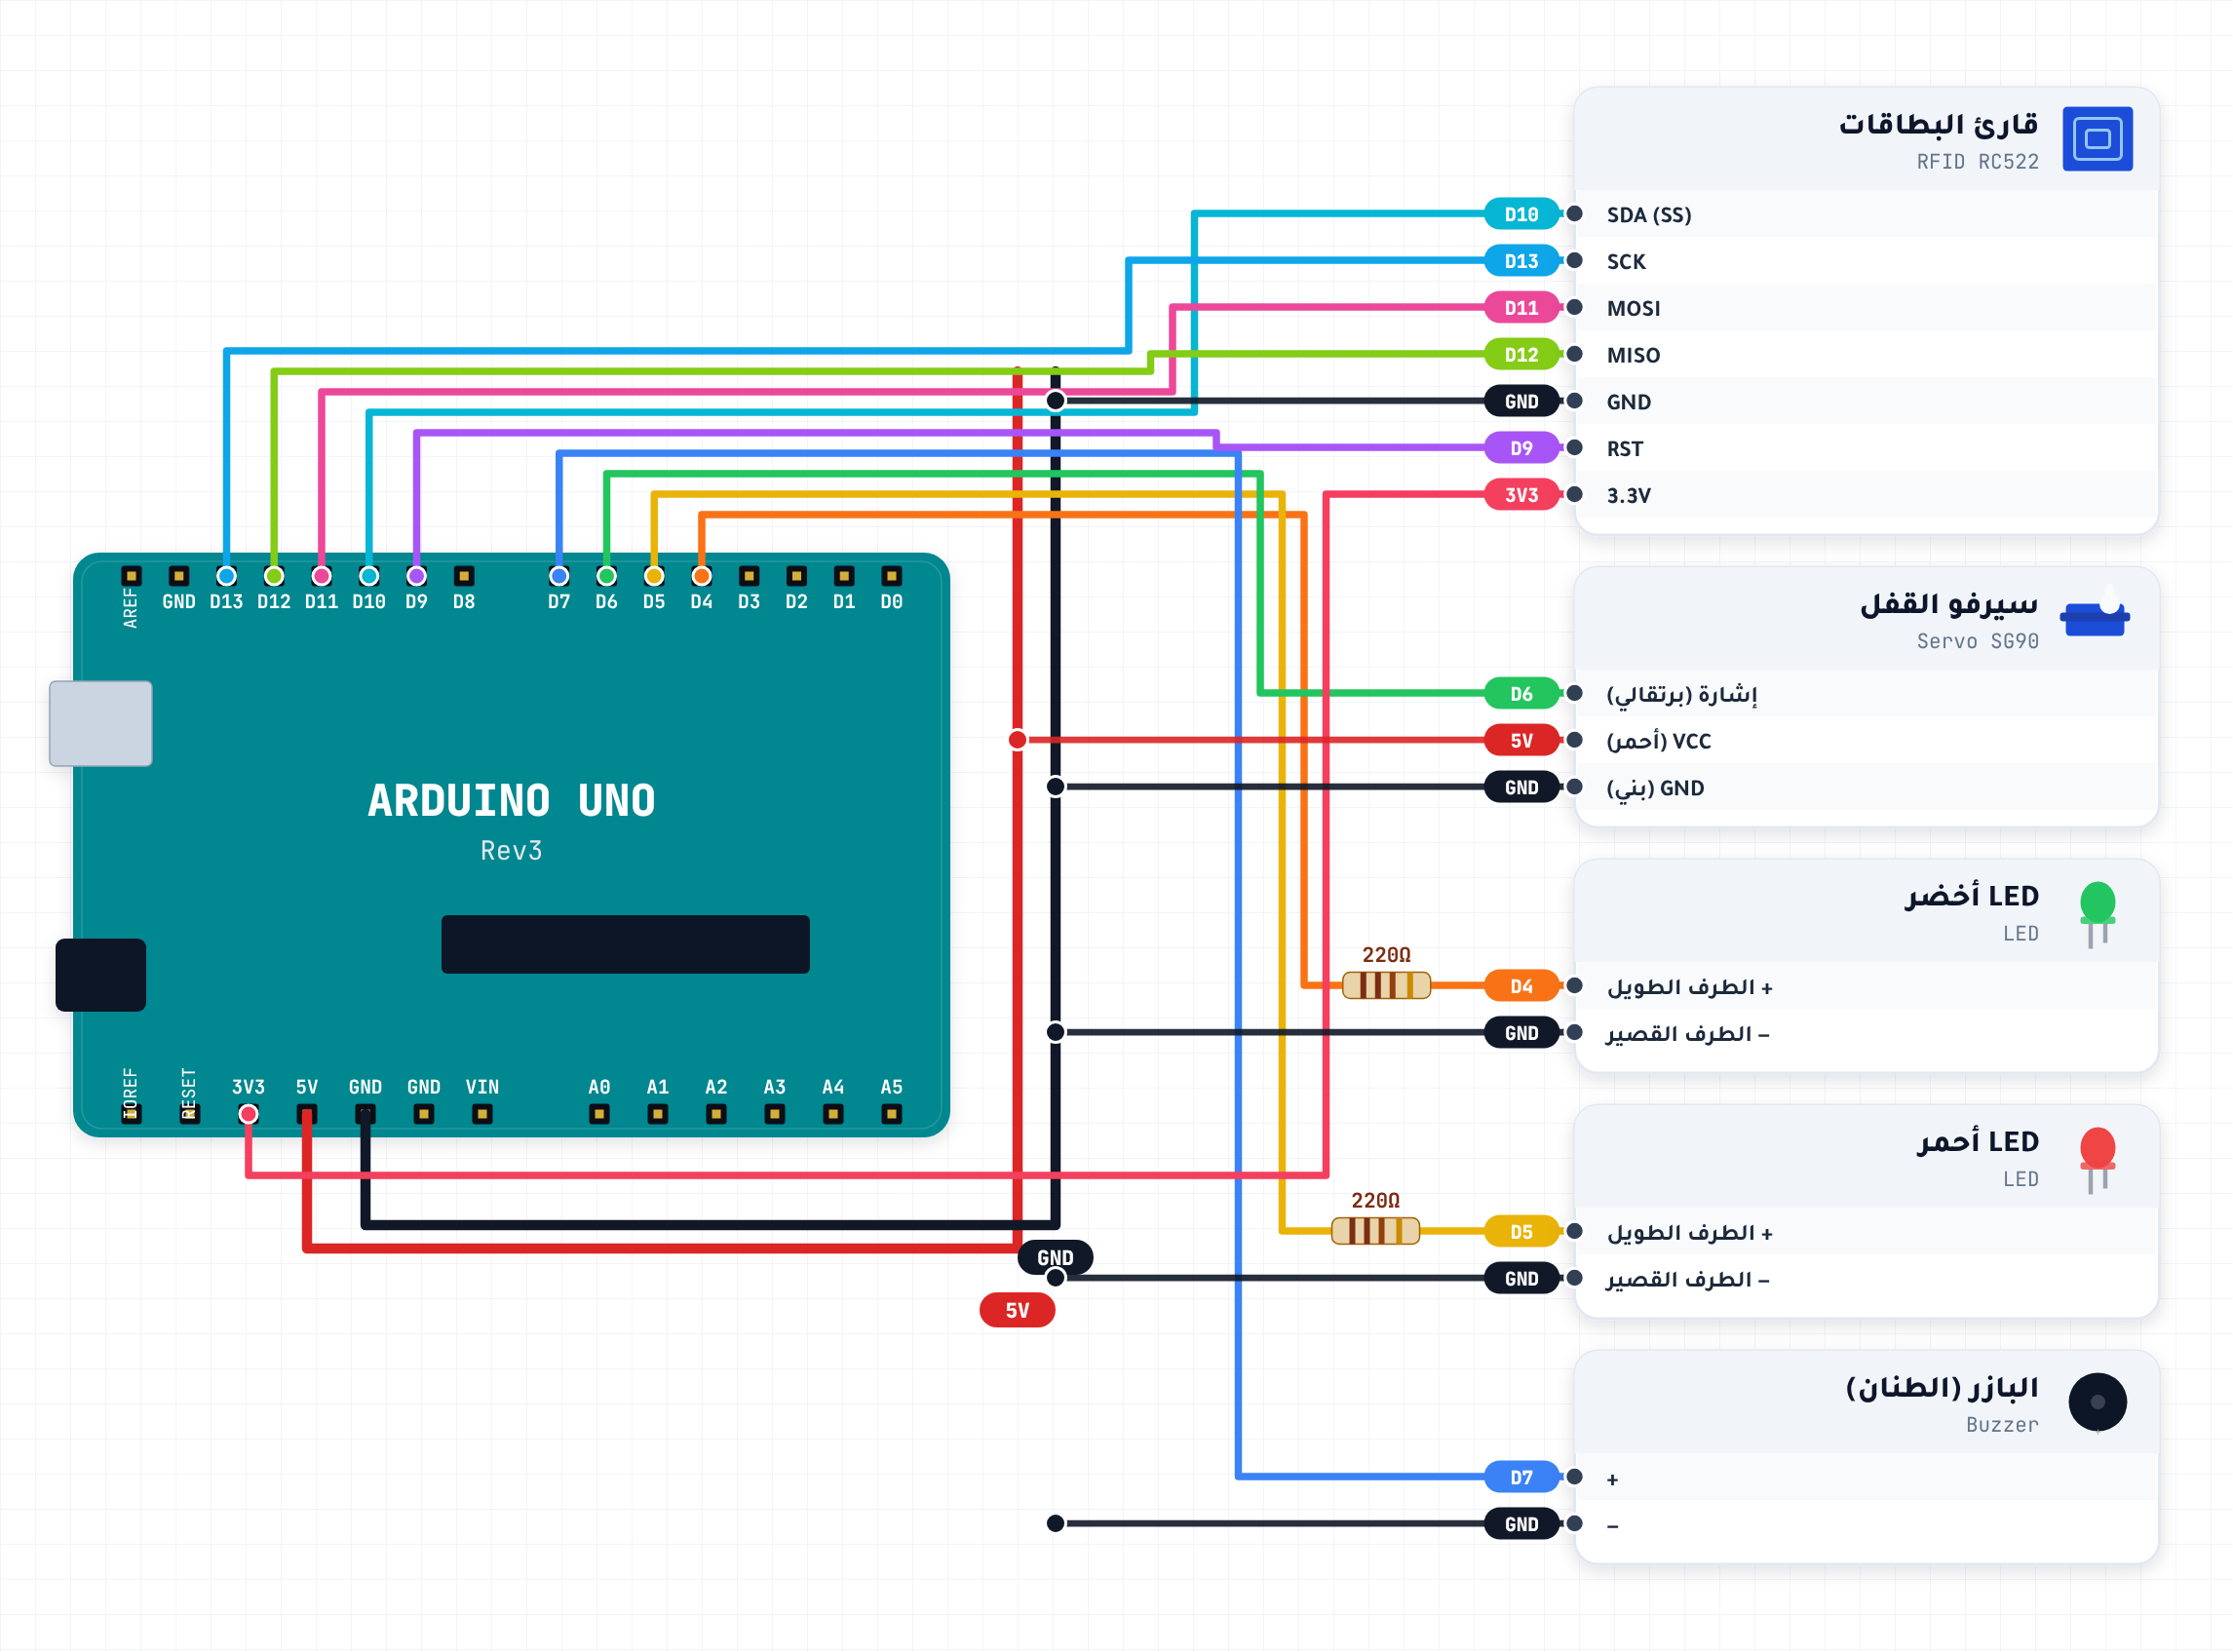 قارئ البطاقات
RFID RC522
D10 SDA (SS)
D13 SCK
D11 MOSI
D12 MISO
GND GND
D9 RST
3V3 3.3V
AREF GND D13 D12 D11 D10 D9 D8 D7 D6 D5 D4 D3 D2 D1 D0
ARDUINO UNO
Rev3
IOREF RESET 3V3 5V GND GND VIN A0 A1 A2 A3 A4 A5
سيرفو القفل
Servo SG90
D6 إشارة (برتقالي)
5V VCC (أحمر)
GND GND (بني)
LED أخضر
LED
220Ω
D4 + الطرف الطويل
GND – الطرف القصير
LED أحمر
LED
220Ω
D5 + الطرف الطويل
GND – الطرف القصير
GND
5V
البازر (الطنان)
Buzzer
D7 +
GND –